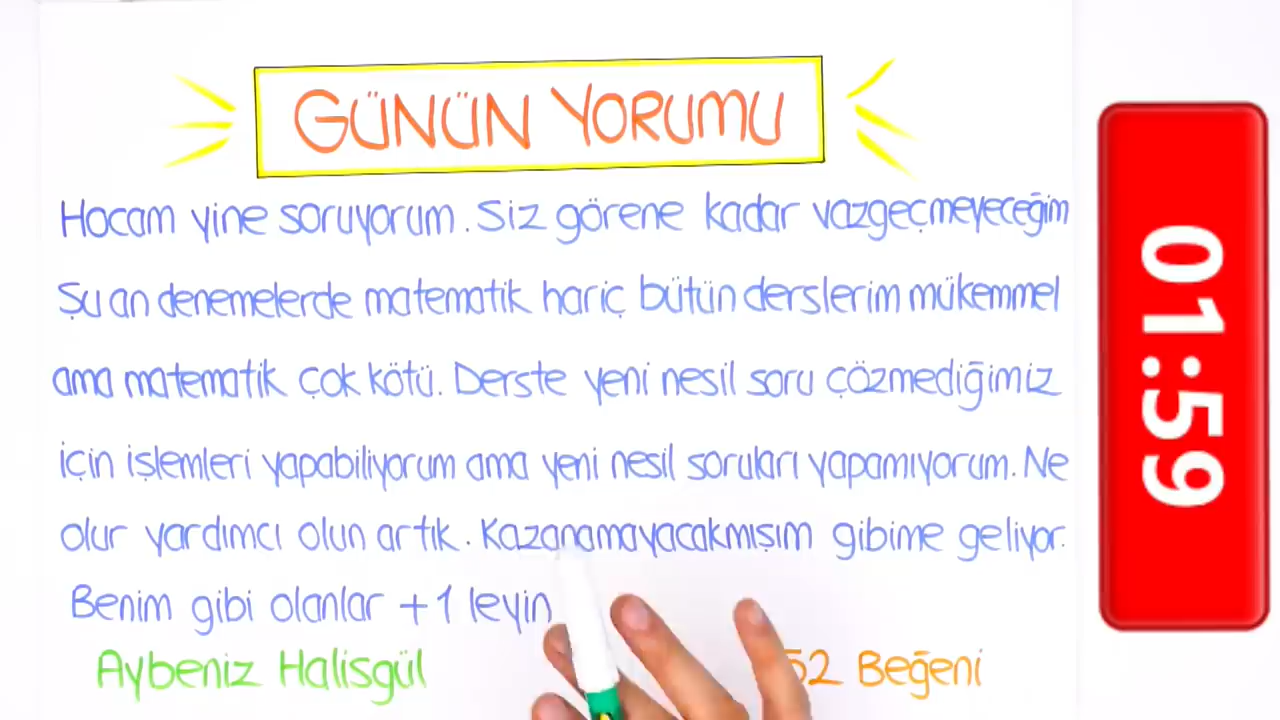 GÜNÜN YORUMU
Hocam yine soruyorum. Siz görene kadar vazgeçmeyeceğim
Şu an denemelerde matematik hariç bütün derslerim mükemmel
ama matematik çok kötü. Derste yeni nesil soru çözmediğimiz
için işlemleri yapabiliyorum ama yeni nesil soruları yapamıyorum. Ne
olur yardımcı olun artık. Kazanamayacakmışım gibime geliyor.
Benim gibi olanlar +1 leyin
Aybeniz Halisgül
Beğeni
01:59